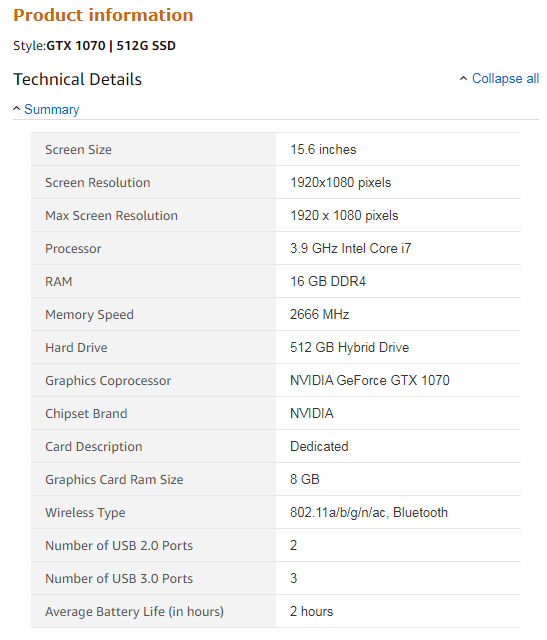 Product information
Style:GTX 1070 | 512G SSD
Technical Details
Collapse all
Summary
Screen Size 15.6 inches
Screen Resolution 1920x1080 pixels
Max Screen Resolution 1920 x 1080 pixels
Processor 3.9 GHz Intel Core i7
RAM 16 GB DDR4
Memory Speed 2666 MHz
Hard Drive 512 GB Hybrid Drive
Graphics Coprocessor NVIDIA GeForce GTX 1070
Chipset Brand NVIDIA
Card Description Dedicated
Graphics Card Ram Size 8 GB
Wireless Type 802.11a/b/g/n/ac, Bluetooth
Number of USB 2.0 Ports 2
Number of USB 3.0 Ports 3
Average Battery Life (in hours) 2 hours